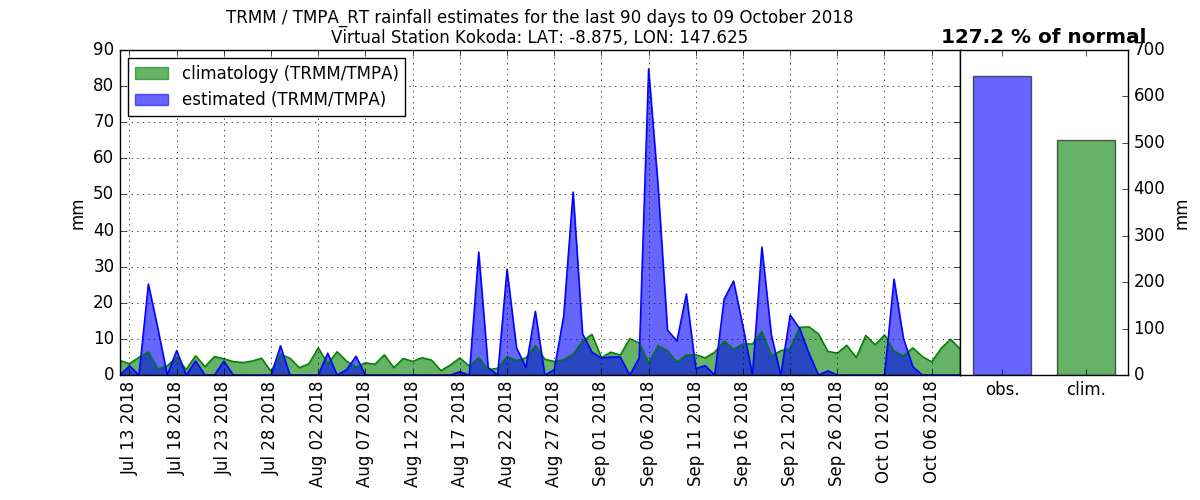 TRMM / TMPA_RT rainfall estimates for the last 90 days to 09 October 2018
Virtual Station Kokoda: LAT: -8.875, LON: 147.625
127.2 % of normal
climatology (TRMM/TMPA)
estimated (TRMM/TMPA)
mm
90
80
70
60
50
40
30
20
10
0
Jul 13 2018
Jul 18 2018
Jul 23 2018
Jul 28 2018
Aug 02 2018
Aug 07 2018
Aug 12 2018
Aug 17 2018
Aug 22 2018
Aug 27 2018
Sep 01 2018
Sep 06 2018
Sep 11 2018
Sep 16 2018
Sep 21 2018
Sep 26 2018
Oct 01 2018
Oct 06 2018
obs.
clim.
700
600
500
400
300
200
100
0
mm